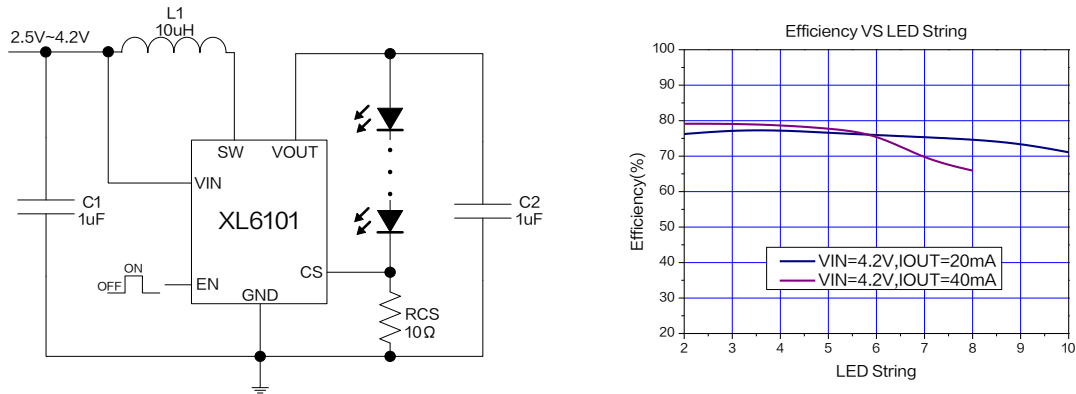 L1
10uH
2.5V~4.2V
SW
VOUT
VIN
C1
1uF
XL6101
C2
1uF
CS
ON
OFF
EN
GND
RCS
10Ω
Efficiency VS LED String
100
90
80
70
60
50
40
30
20
Efficiency(%)
VIN=4.2V,IOUT=20mA
VIN=4.2V,IOUT=40mA
2 3 4 5 6 7 8 9 10
LED String